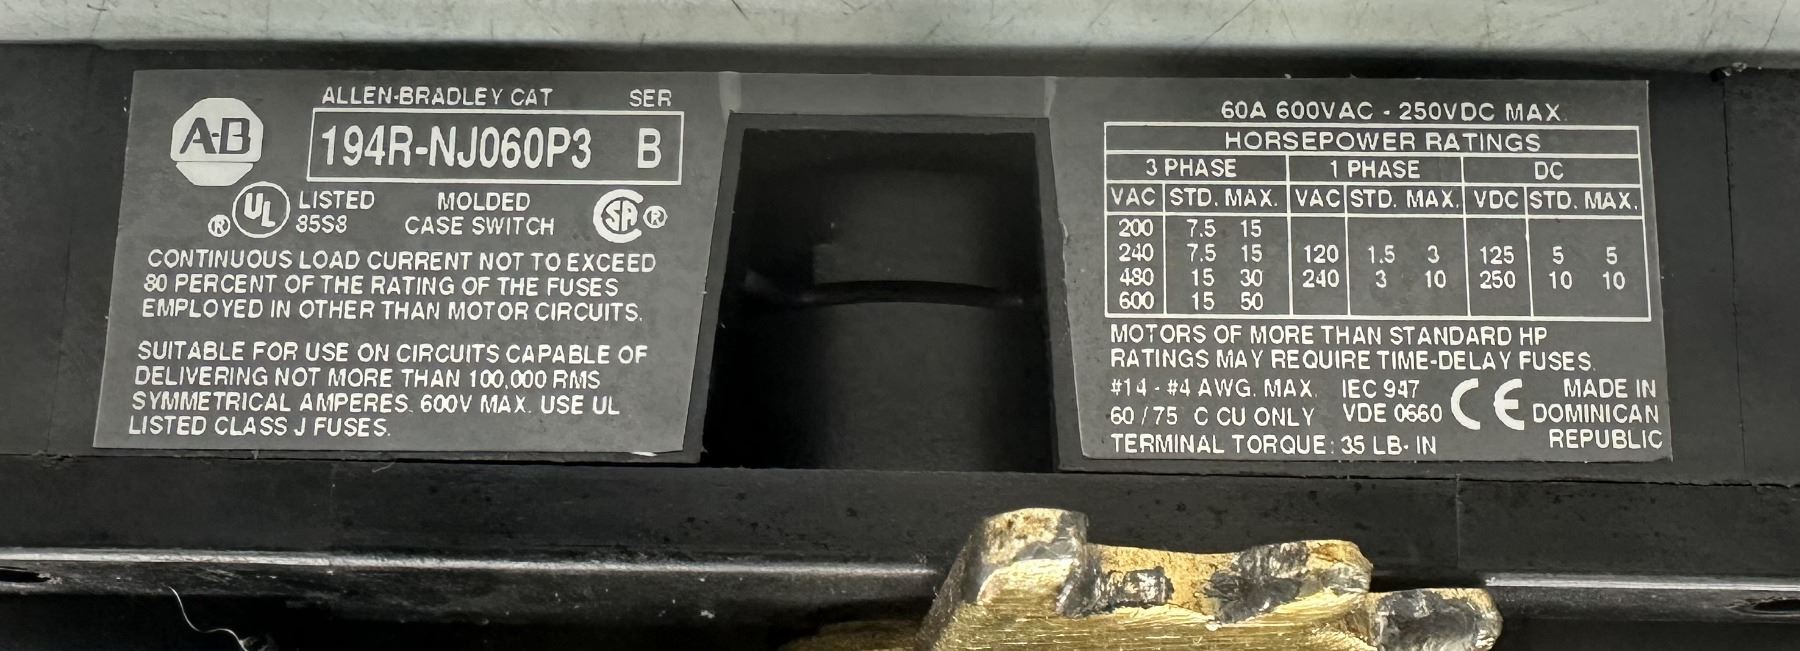 ALLEN-BRADLEY CAT SER
A-B
194R-NJ060P3 B
UL ® LISTED 35S8
MOLDED CASE SWITCH
SA ®
CONTINUOUS LOAD CURRENT NOT TO EXCEED
80 PERCENT OF THE RATING OF THE FUSES
EMPLOYED IN OTHER THAN MOTOR CIRCUITS.
SUITABLE FOR USE ON CIRCUITS CAPABLE OF
DELIVERING NOT MORE THAN 100,000 RMS
SYMMETRICAL AMPERES. 600V MAX. USE UL
LISTED CLASS J FUSES.
60A 600VAC - 250VDC MAX.
HORSEPOWER RATINGS
3 PHASE 1 PHASE DC
VAC STD. MAX. VAC STD. MAX. VDC STD. MAX.
200 7.5 15
240 7.5 15 120 1.5 3 125 5 5
480 15 30 240 3 10 250 10 10
600 15 50
MOTORS OF MORE THAN STANDARD HP
RATINGS MAY REQUIRE TIME-DELAY FUSES.
#14 - #4 AWG. MAX. IEC 947 CE MADE IN
60 / 75 C CU ONLY VDE 0660 DOMINICAN
TERMINAL TORQUE: 35 LB-IN REPUBLIC